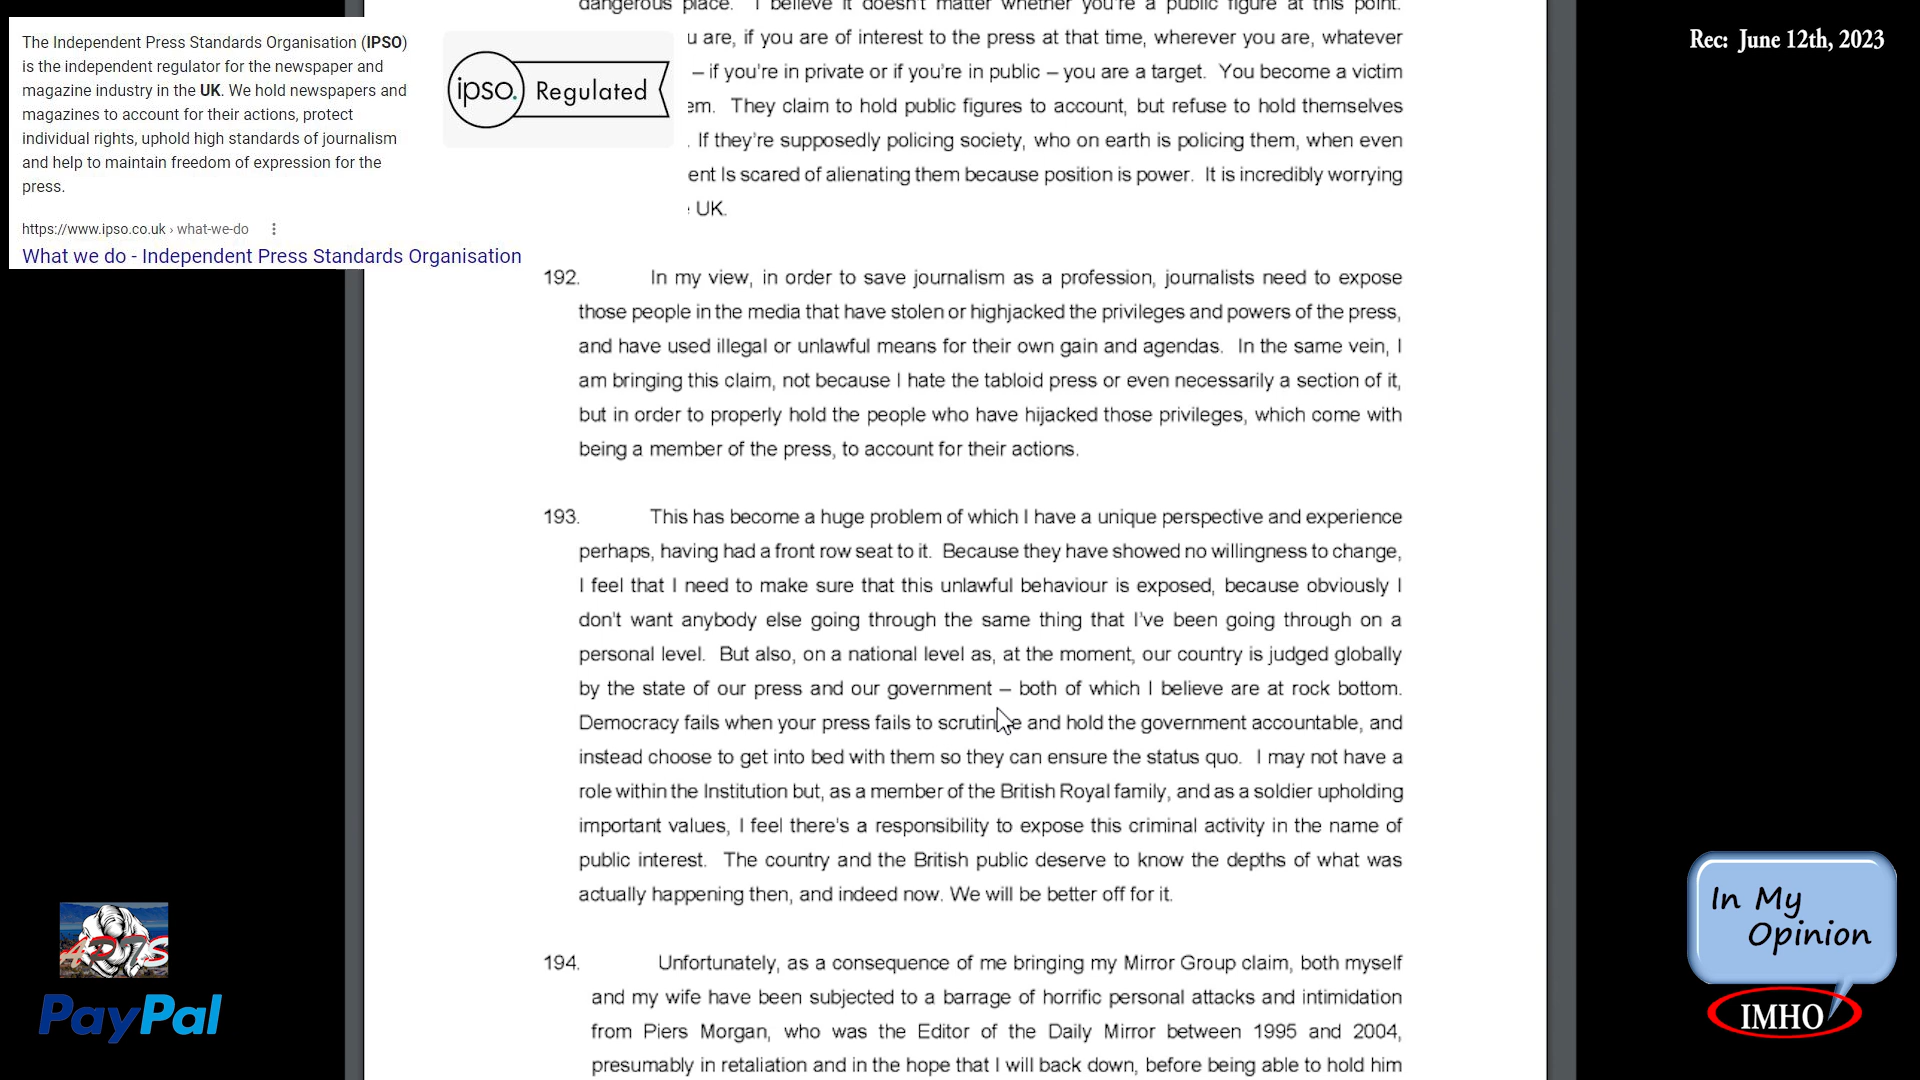 The Independent Press Standards Organisation (IPSO)
is the independent regulator for the newspaper and
magazine industry in the UK. We hold newspapers and
magazines to account for their actions, protect
individual rights, uphold high standards of journalism
and help to maintain freedom of expression for the
press.
https://www.ipso.co.uk › what-we-do
What we do - Independent Press Standards Organisation
ipso. Regulated
Rec: June 12th, 2023
dangerous place. I believe it doesn't matter whether you're a public figure at this point.
u are, if you are of interest to the press at that time, wherever you are, whatever
– if you're in private or if you're in public – you are a target. You become a victim
em. They claim to hold public figures to account, but refuse to hold themselves
. If they're supposedly policing society, who on earth is policing them, when even
ent Is scared of alienating them because position is power. It is incredibly worrying
UK.
192. In my view, in order to save journalism as a profession, journalists need to expose
those people in the media that have stolen or highjacked the privileges and powers of the press,
and have used illegal or unlawful means for their own gain and agendas. In the same vein, I
am bringing this claim, not because I hate the tabloid press or even necessarily a section of it,
but in order to properly hold the people who have hijacked those privileges, which come with
being a member of the press, to account for their actions.
193. This has become a huge problem of which I have a unique perspective and experience
perhaps, having had a front row seat to it. Because they have showed no willingness to change,
I feel that I need to make sure that this unlawful behaviour is exposed, because obviously I
don't want anybody else going through the same thing that I've been going through on a
personal level. But also, on a national level as, at the moment, our country is judged globally
by the state of our press and our government – both of which I believe are at rock bottom.
Democracy fails when your press fails to scrutinize and hold the government accountable, and
instead choose to get into bed with them so they can ensure the status quo. I may not have a
role within the Institution but, as a member of the British Royal family, and as a soldier upholding
important values, I feel there's a responsibility to expose this criminal activity in the name of
public interest. The country and the British public deserve to know the depths of what was
actually happening then, and indeed now. We will be better off for it.
194. Unfortunately, as a consequence of me bringing my Mirror Group claim, both myself
and my wife have been subjected to a barrage of horrific personal attacks and intimidation
from Piers Morgan, who was the Editor of the Daily Mirror between 1995 and 2004,
presumably in retaliation and in the hope that I will back down, before being able to hold him
PayPal
In My
Opinion
IMHO